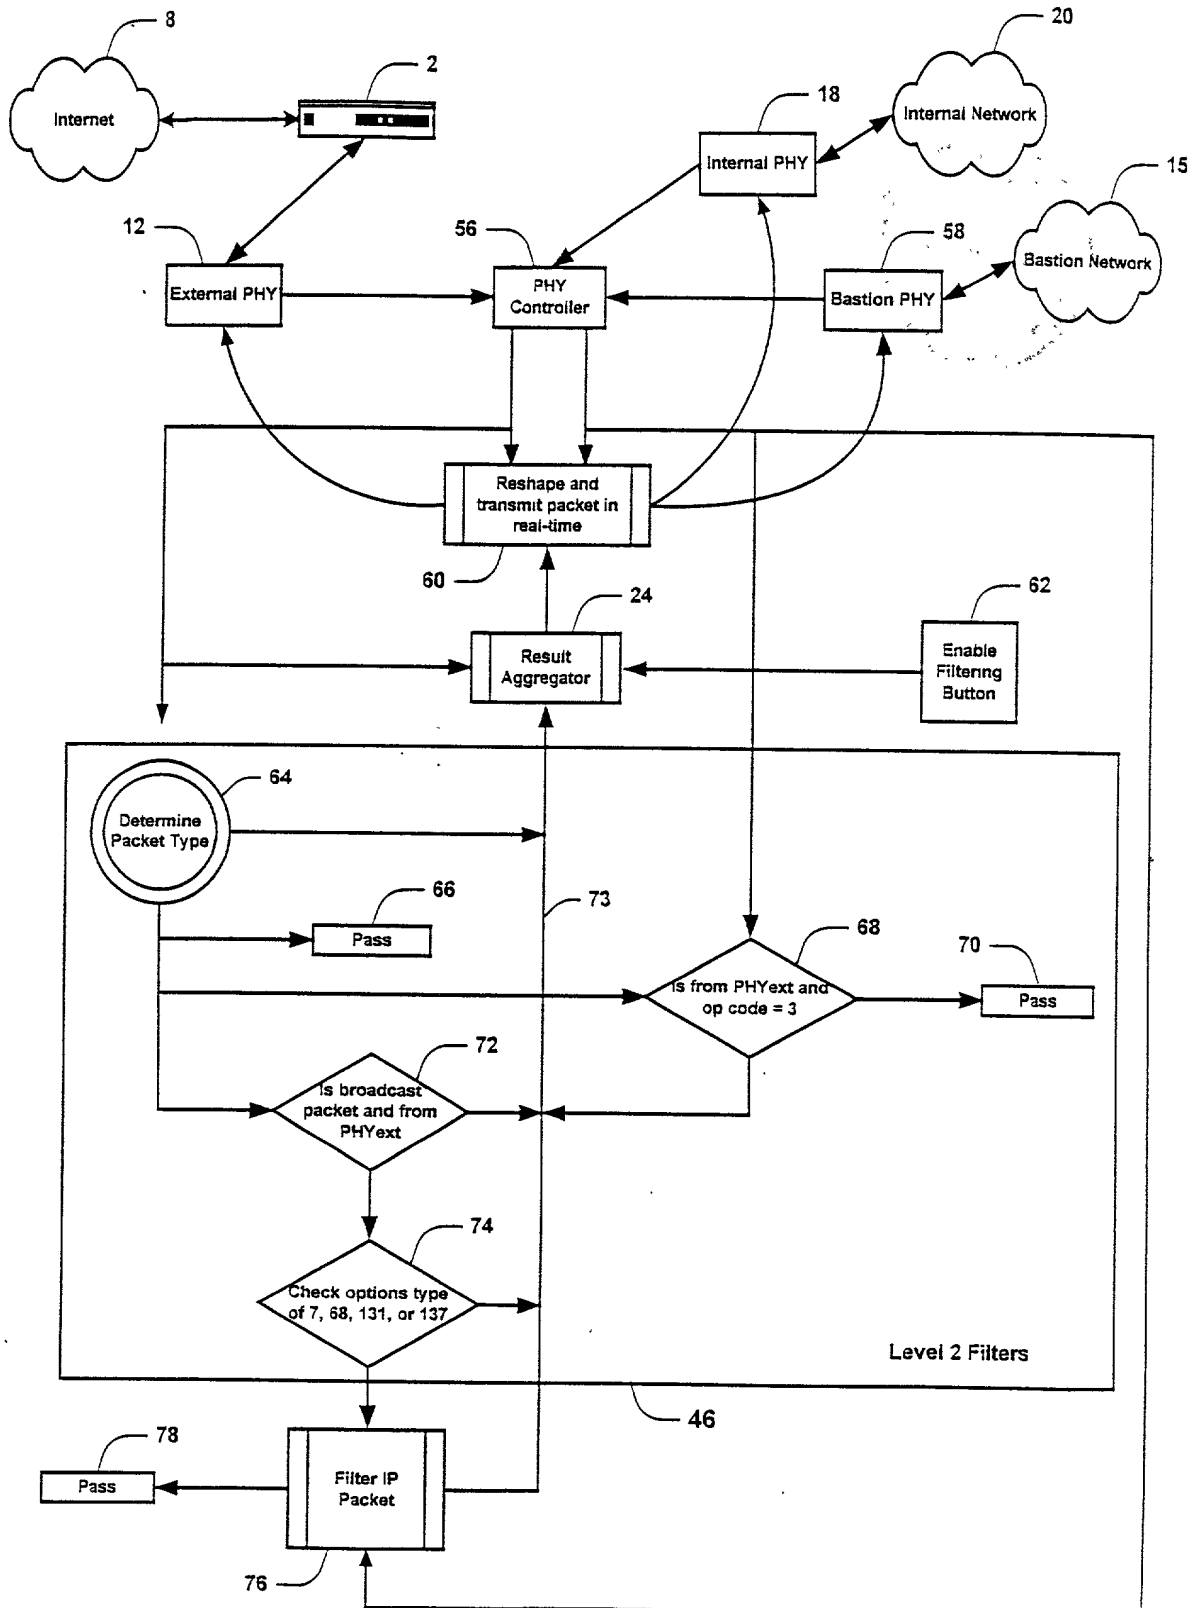 8
Internet
2
18
20
Internal Network
Internal PHY
15
Bastion Network
12
External PHY
56
PHY
Controller
58
Bastion PHY
Reshape and
transmit packet in
real-time
60
24
Result
Aggregator
62
Enable
Filtering
Button
64
Determine
Packet Type
66
Pass
73
68
Is from PHYext and
op code = 3
70
Pass
72
Is broadcast
packet and from
PHYext
74
Check options type
of 7, 68, 131, or 137
Level 2 Filters
46
78
Pass
Filter IP
Packet
76